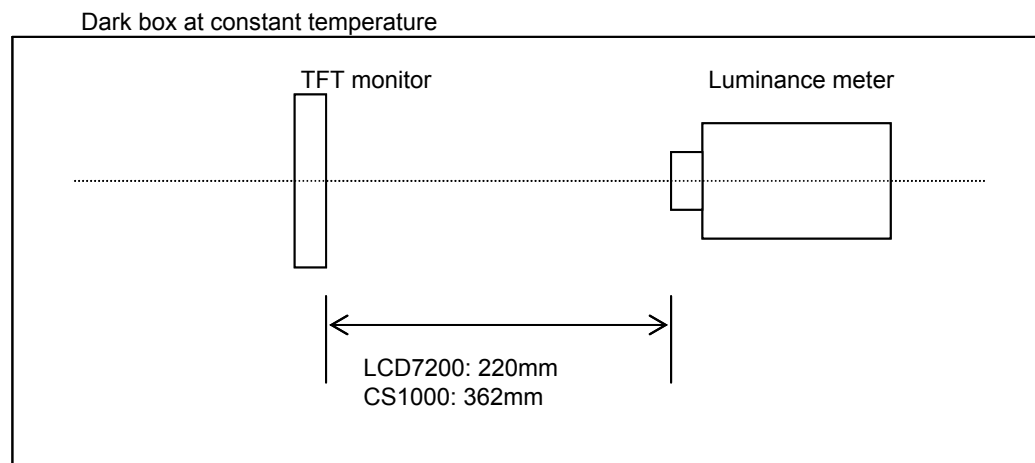 Dark box at constant temperature
TFT monitor
Luminance meter
LCD7200: 220mm
CS1000: 362mm